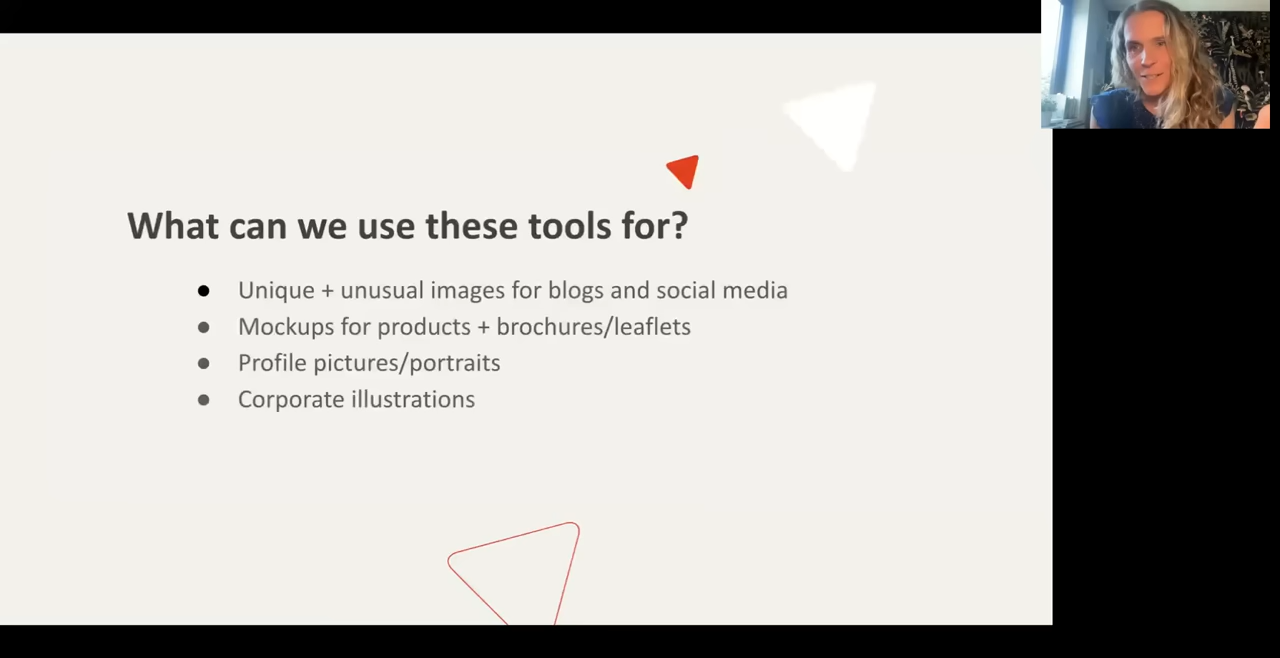 What can we use these tools for?
● Unique + unusual images for blogs and social media
● Mockups for products + brochures/leaflets
● Profile pictures/portraits
● Corporate illustrations